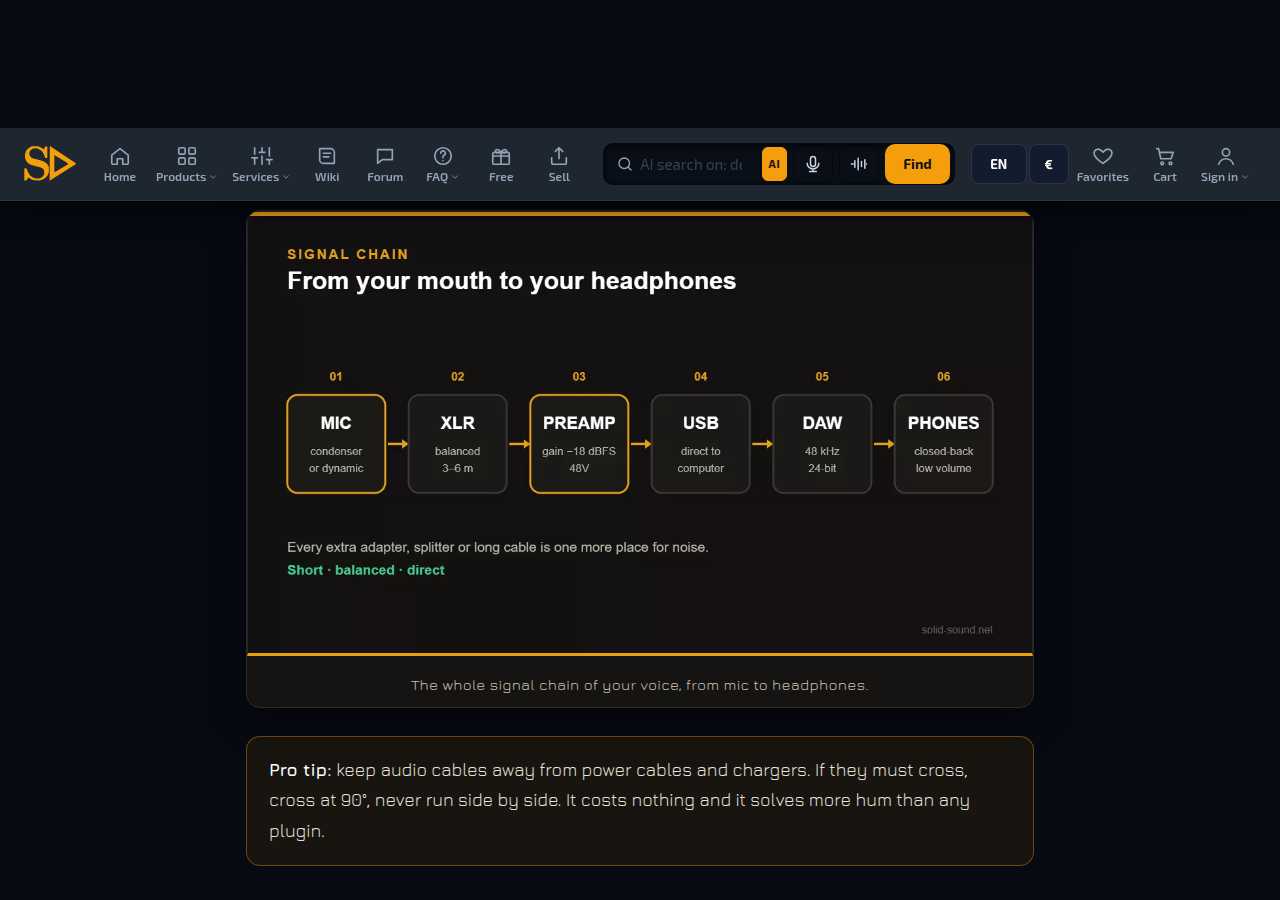 SD
Home
Products
Services
Wiki
Forum
FAQ
Free
Sell
AI search on: de
AI
Find
EN
€
Favorites
Cart
Sign in
SIGNAL CHAIN
From your mouth to your headphones
01
02
03
04
05
06
MIC
condenser
or dynamic
XLR
balanced
3–6 m
PREAMP
gain −18 dBFS
48V
USB
direct to
computer
DAW
48 kHz
24-bit
PHONES
closed-back
low volume
Every extra adapter, splitter or long cable is one more place for noise.
Short · balanced · direct
solid-sound.net
The whole signal chain of your voice, from mic to headphones.
Pro tip: keep audio cables away from power cables and chargers. If they must cross,
cross at 90°, never run side by side. It costs nothing and it solves more hum than any
plugin.